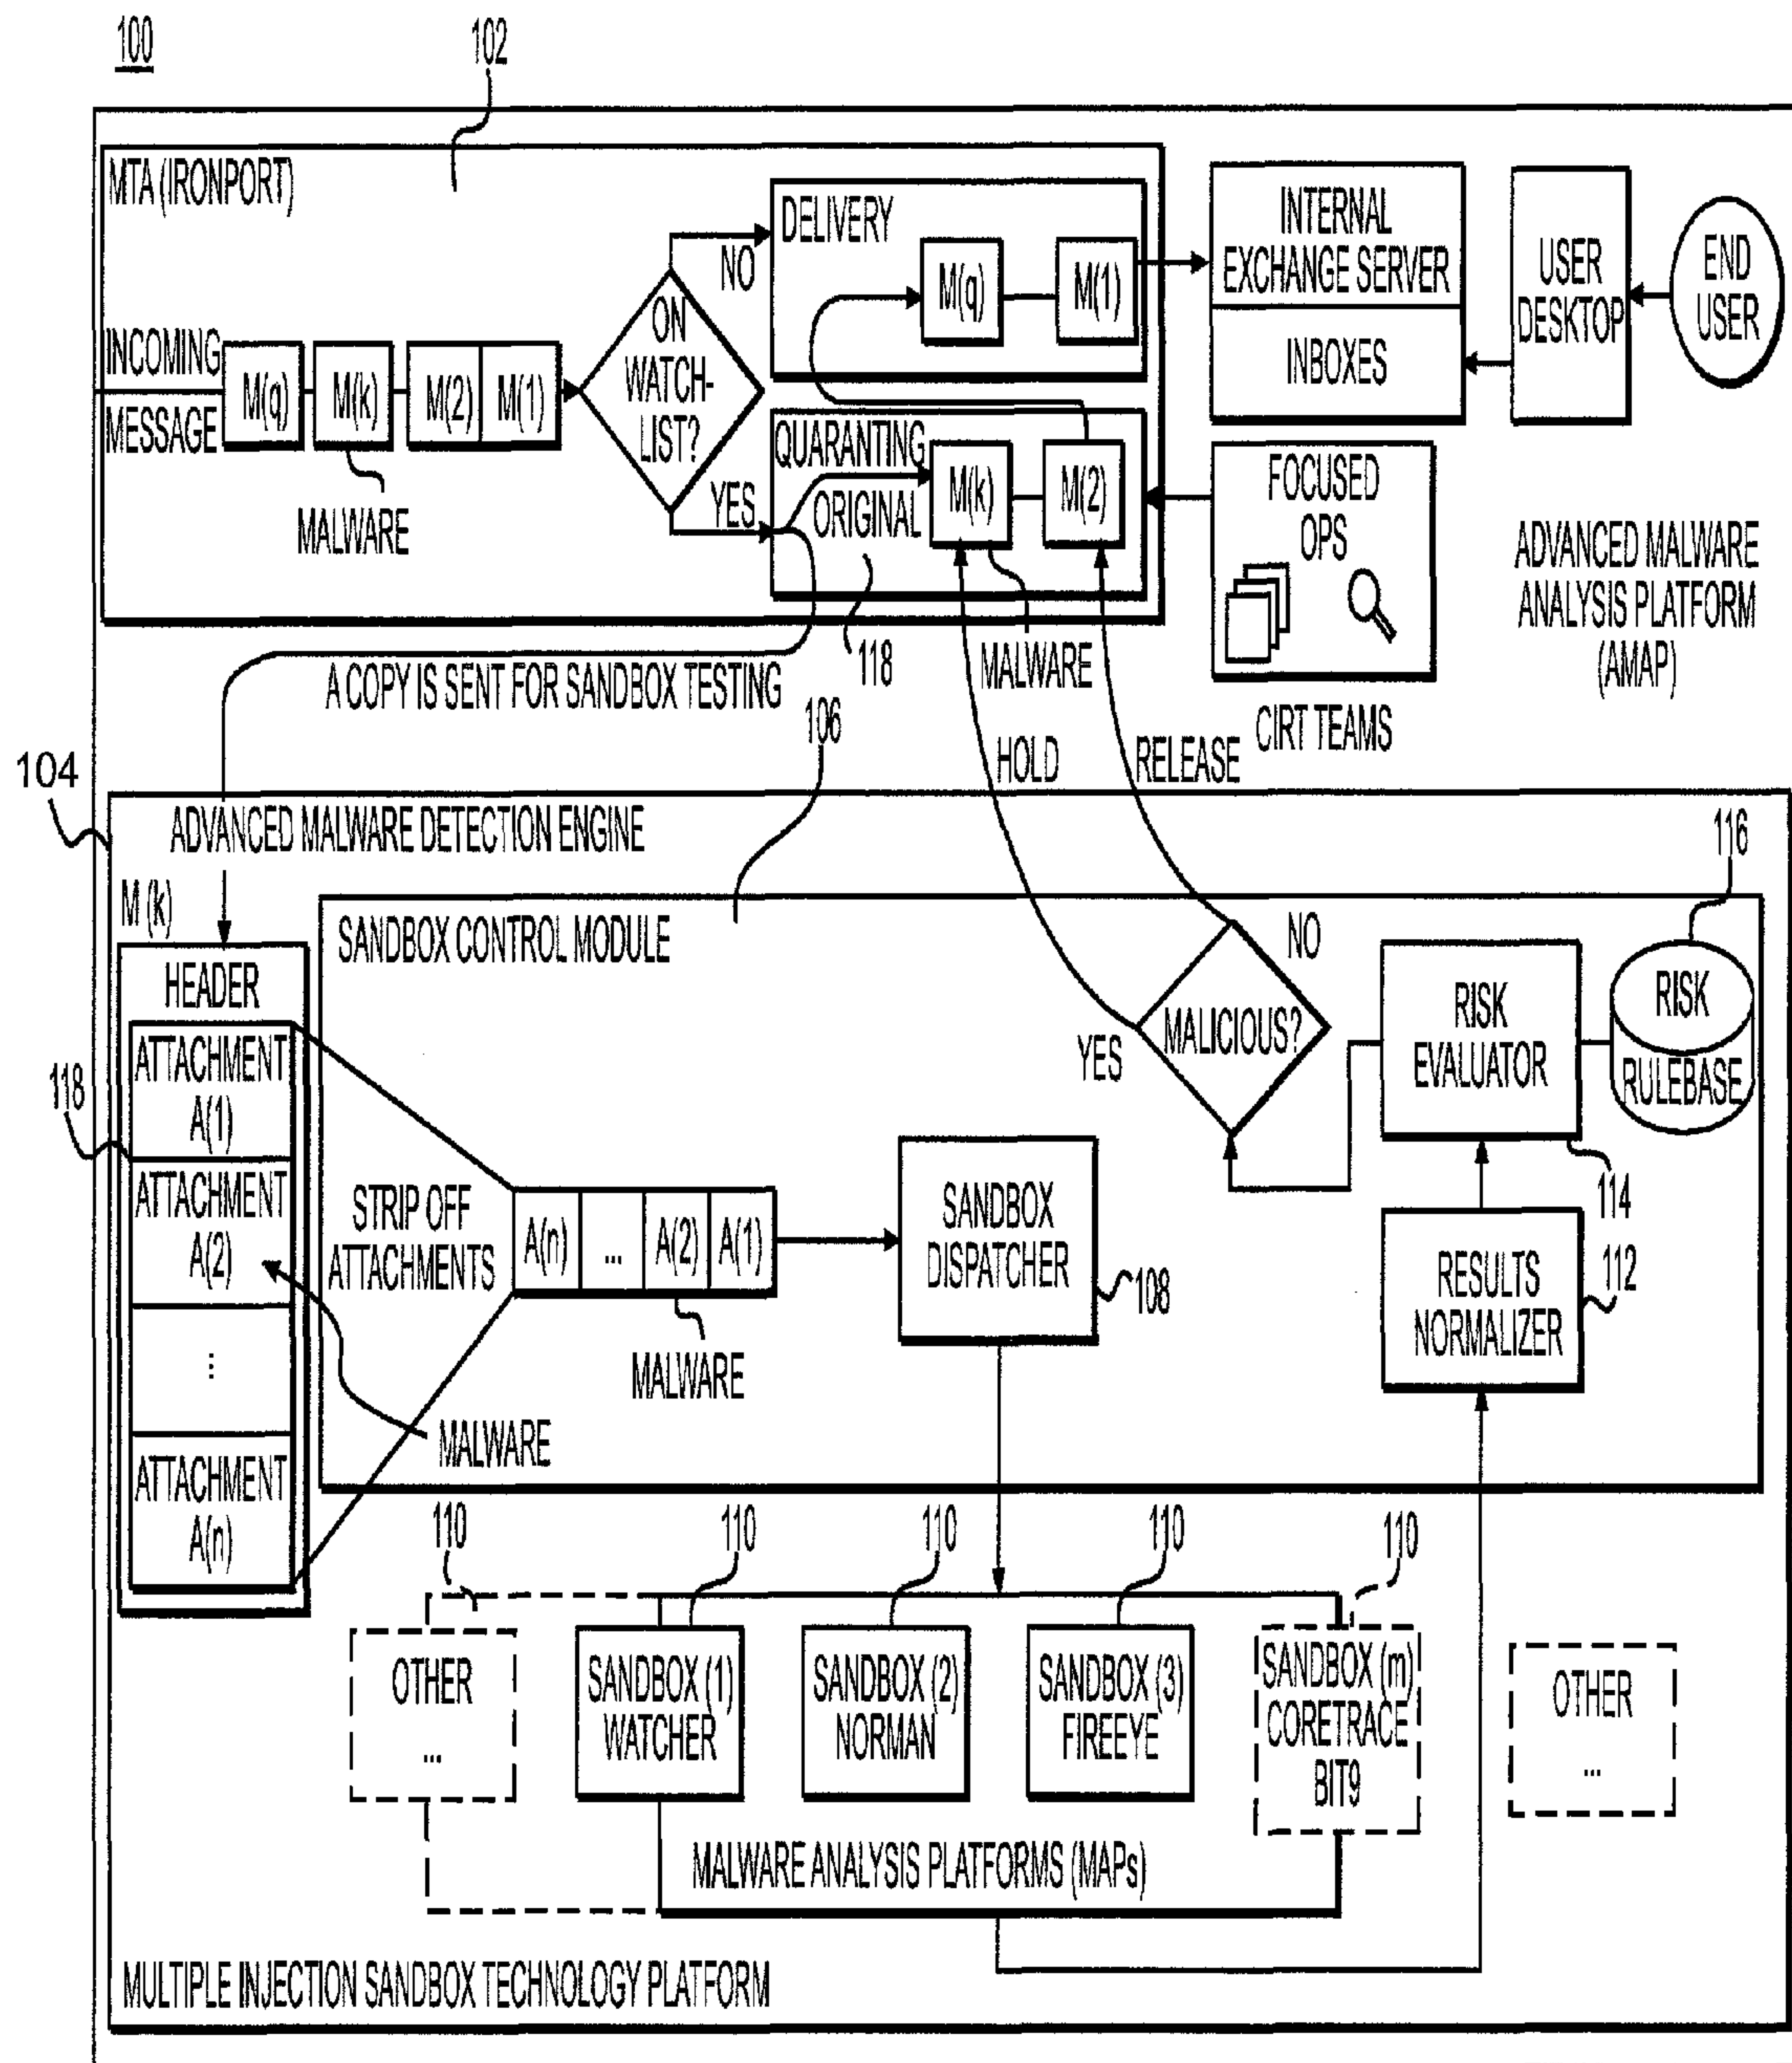 100
102
MTA (IRONPORT)
INCOMING
MESSAGE
M(q)
M(k)
M(2)
M(1)
MALWARE
ON
WATCH-
LIST?
NO
YES
DELIVERY
M(q)
M(1)
QUARANTING
ORIGINAL
M(k)
M(2)
118
MALWARE
INTERNAL
EXCHANGE SERVER
INBOXES
USER
DESKTOP
END
USER
FOCUSED
OPS
CIRT TEAMS
ADVANCED MALWARE
ANALYSIS PLATFORM
(AMAP)
A COPY IS SENT FOR SANDBOX TESTING
106
HOLD
RELEASE
104
ADVANCED MALWARE DETECTION ENGINE
M (k)
HEADER
ATTACHMENT
A(1)
118
ATTACHMENT
A(2)
...
ATTACHMENT
A(n)
SANDBOX CONTROL MODULE
STRIP OFF
ATTACHMENTS
A(n)
...
A(2)
A(1)
MALWARE
MALWARE
SANDBOX
DISPATCHER
108
MALICIOUS?
NO
YES
RISK
EVALUATOR
114
116
RISK
RULEBASE
RESULTS
NORMALIZER
112
110
110
110
110
110
OTHER
...
SANDBOX (1)
WATCHER
SANDBOX (2)
NORMAN
SANDBOX (3)
FIREEYE
SANDBOX (m)
CORETRACE
BIT9
OTHER
...
MALWARE ANALYSIS PLATFORMS (MAPs)
MULTIPLE INJECTION SANDBOX TECHNOLOGY PLATFORM